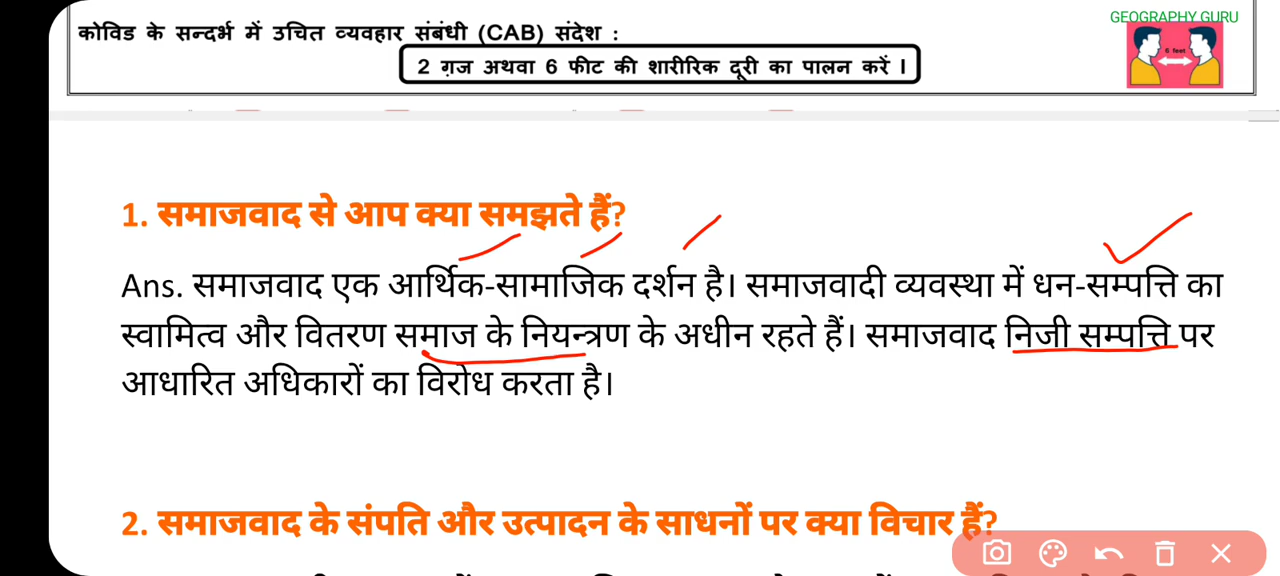 GEOGRAPHY GURU
कोविड के सन्दर्भ में उचित व्यवहार संबंधी (CAB) संदेश :
2 ग़ज अथवा 6 फीट की शारीरिक दूरी का पालन करें ।
6 feet
1. समाजवाद से आप क्या समझते हैं?
Ans. समाजवाद एक आर्थिक-सामाजिक दर्शन है। समाजवादी व्यवस्था में धन-सम्पत्ति का
स्वामित्व और वितरण समाज के नियन्त्रण के अधीन रहते हैं। समाजवाद निजी सम्पत्ति पर
आधारित अधिकारों का विरोध करता है।
2. समाजवाद के संपति और उत्पादन के साधनों पर क्या विचार हैं?